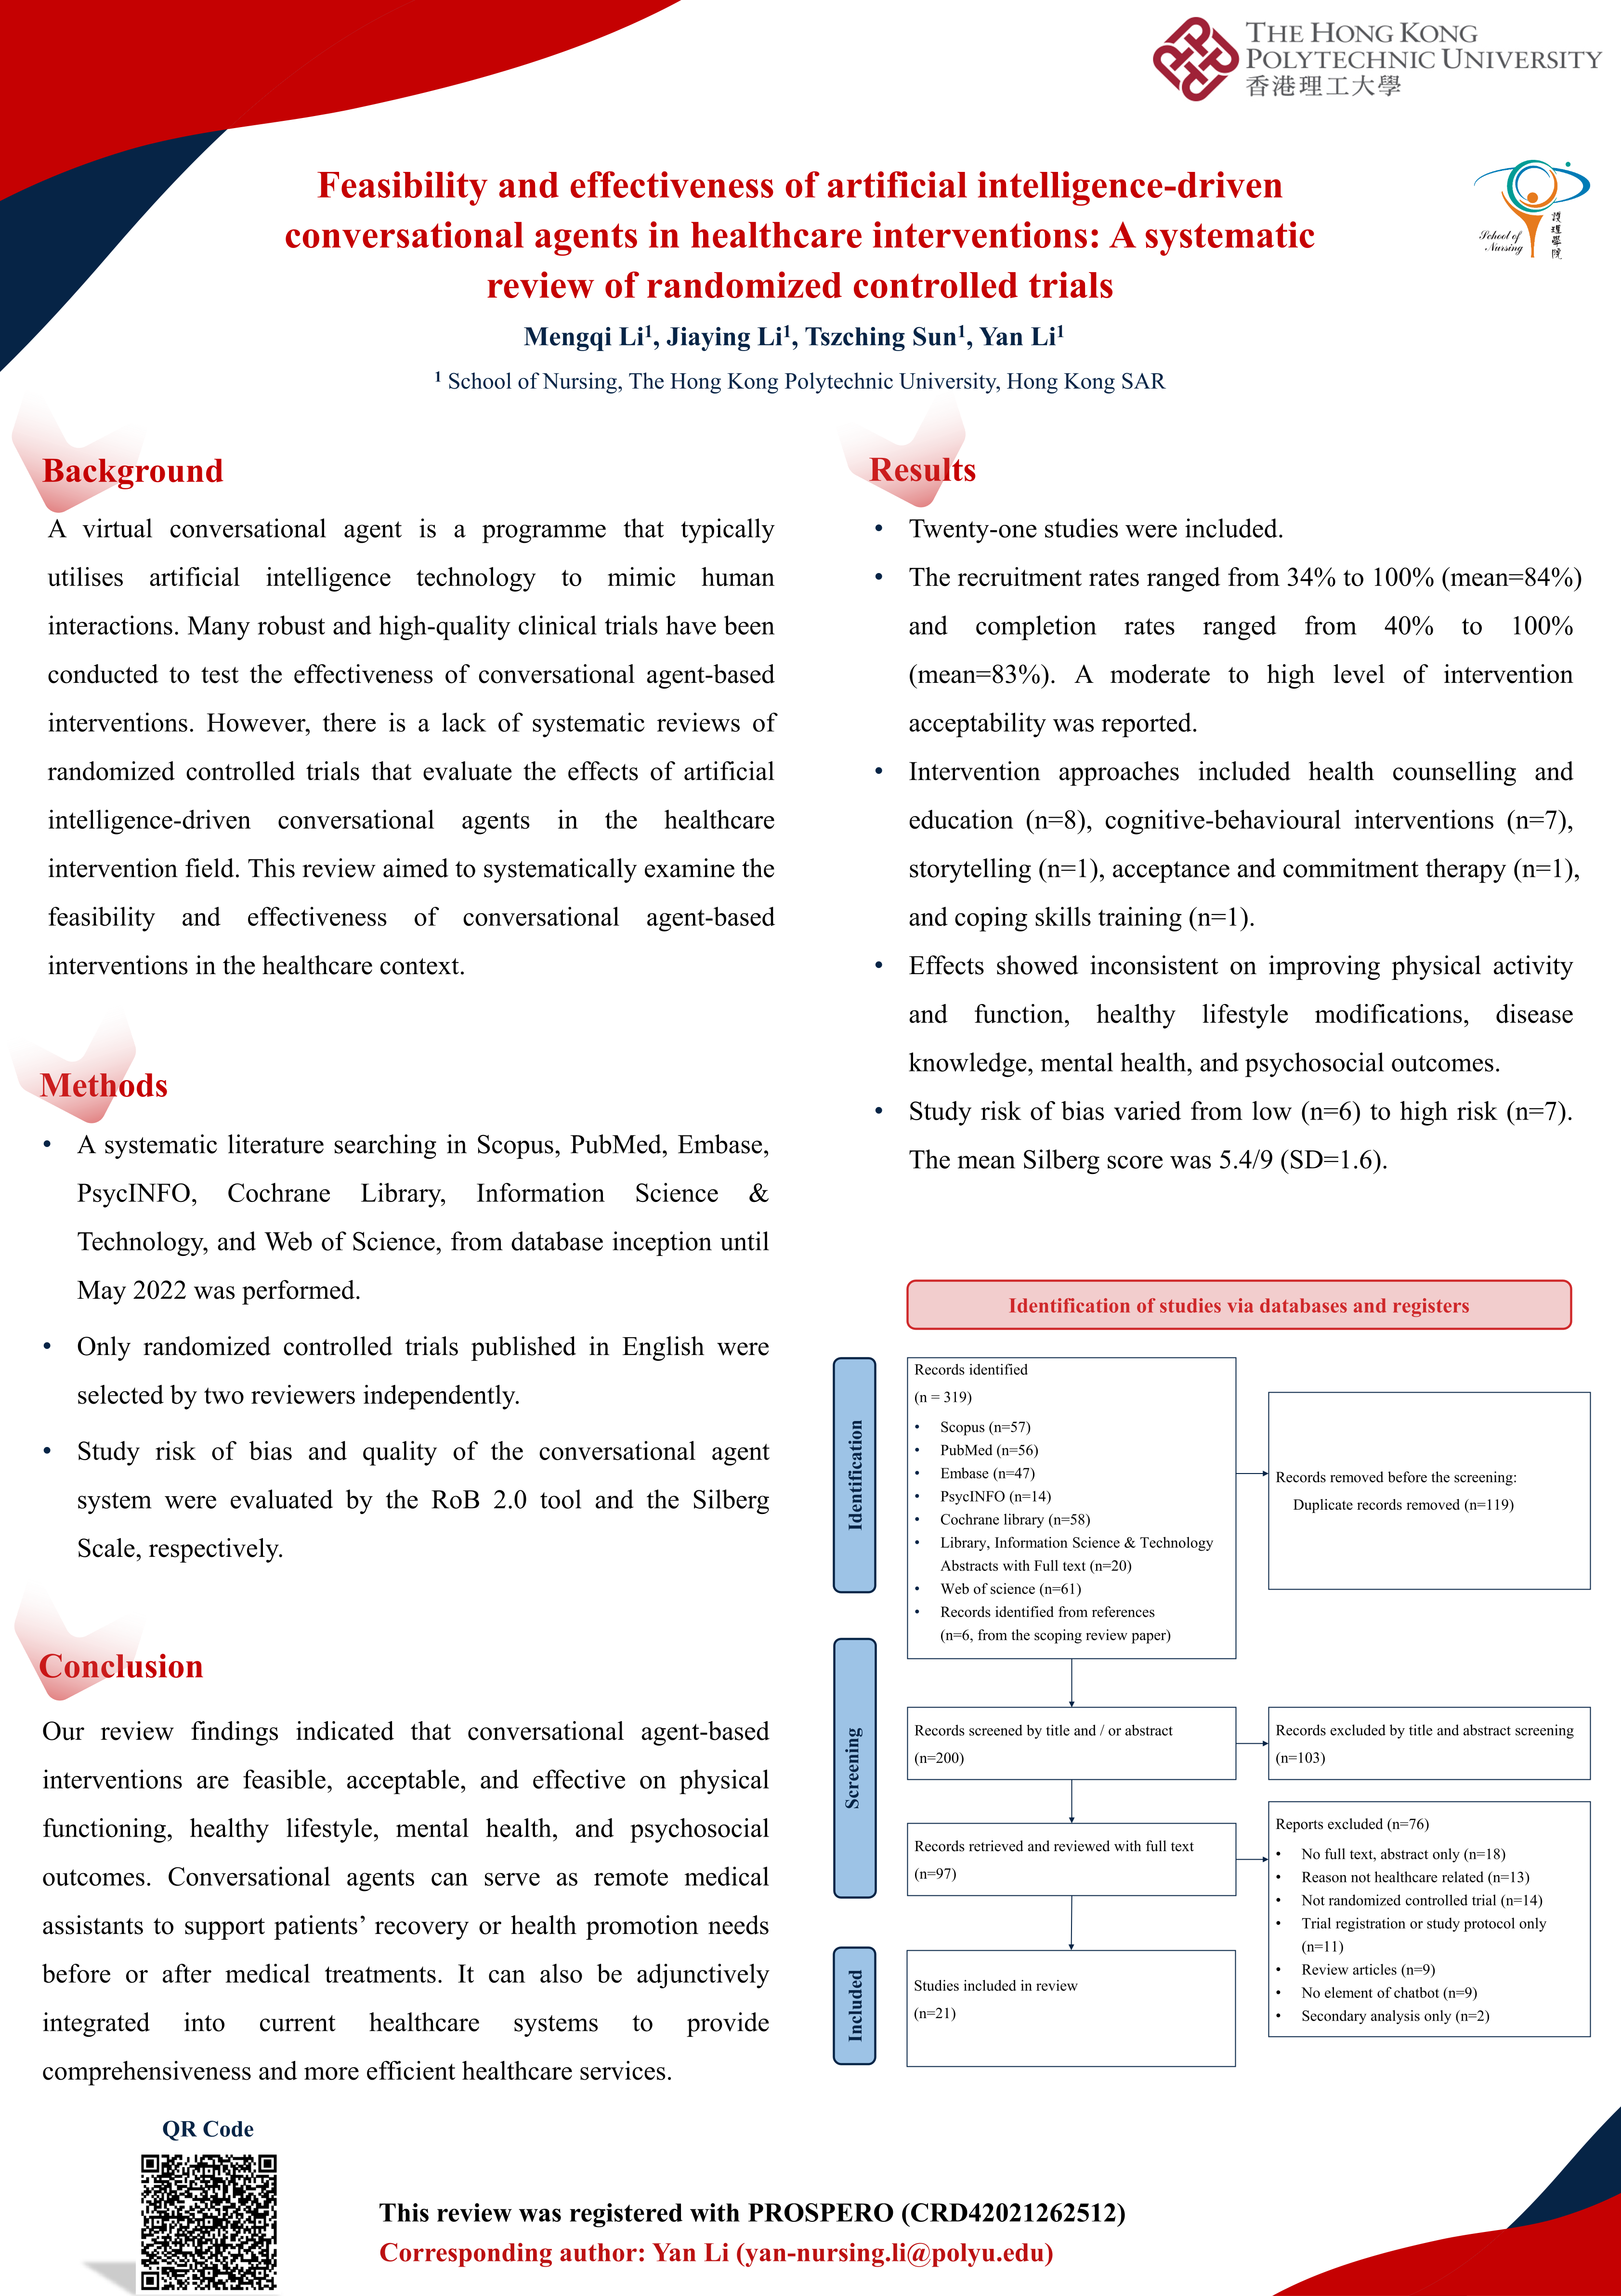 THE HONG KONG
POLYTECHNIC UNIVERSITY
香港理工大學
Feasibility and effectiveness of artificial intelligence-driven
conversational agents in healthcare interventions: A systematic
review of randomized controlled trials
School of
Nursing
護理學院
Mengqi Li¹, Jiaying Li¹, Tszching Sun¹, Yan Li¹
¹ School of Nursing, The Hong Kong Polytechnic University, Hong Kong SAR
Background
A virtual conversational agent is a programme that typically
utilises artificial intelligence technology to mimic human
interactions. Many robust and high-quality clinical trials have been
conducted to test the effectiveness of conversational agent-based
interventions. However, there is a lack of systematic reviews of
randomized controlled trials that evaluate the effects of artificial
intelligence-driven conversational agents in the healthcare
intervention field. This review aimed to systematically examine the
feasibility and effectiveness of conversational agent-based
interventions in the healthcare context.
Methods
• A systematic literature searching in Scopus, PubMed, Embase,
PsycINFO, Cochrane Library, Information Science &
Technology, and Web of Science, from database inception until
May 2022 was performed.
• Only randomized controlled trials published in English were
selected by two reviewers independently.
• Study risk of bias and quality of the conversational agent
system were evaluated by the RoB 2.0 tool and the Silberg
Scale, respectively.
Conclusion
Our review findings indicated that conversational agent-based
interventions are feasible, acceptable, and effective on physical
functioning, healthy lifestyle, mental health, and psychosocial
outcomes. Conversational agents can serve as remote medical
assistants to support patients’ recovery or health promotion needs
before or after medical treatments. It can also be adjunctively
integrated into current healthcare systems to provide
comprehensiveness and more efficient healthcare services.
Results
• Twenty-one studies were included.
• The recruitment rates ranged from 34% to 100% (mean=84%)
and completion rates ranged from 40% to 100%
(mean=83%). A moderate to high level of intervention
acceptability was reported.
• Intervention approaches included health counselling and
education (n=8), cognitive-behavioural interventions (n=7),
storytelling (n=1), acceptance and commitment therapy (n=1),
and coping skills training (n=1).
• Effects showed inconsistent on improving physical activity
and function, healthy lifestyle modifications, disease
knowledge, mental health, and psychosocial outcomes.
• Study risk of bias varied from low (n=6) to high risk (n=7).
The mean Silberg score was 5.4/9 (SD=1.6).
Identification of studies via databases and registers
Identification
Records identified
(n = 319)
• Scopus (n=57)
• PubMed (n=56)
• Embase (n=47)
• PsycINFO (n=14)
• Cochrane library (n=58)
• Library, Information Science & Technology
Abstracts with Full text (n=20)
• Web of science (n=61)
• Records identified from references
(n=6, from the scoping review paper)
Records removed before the screening:
Duplicate records removed (n=119)
Screening
Records screened by title and / or abstract
(n=200)
Records excluded by title and abstract screening
(n=103)
Records retrieved and reviewed with full text
(n=97)
Reports excluded (n=76)
• No full text, abstract only (n=18)
• Reason not healthcare related (n=13)
• Not randomized controlled trial (n=14)
• Trial registration or study protocol only
(n=11)
• Review articles (n=9)
• No element of chatbot (n=9)
• Secondary analysis only (n=2)
Included
Studies included in review
(n=21)
QR Code
This review was registered with PROSPERO (CRD42021262512)
Corresponding author: Yan Li (yan-nursing.li@polyu.edu)